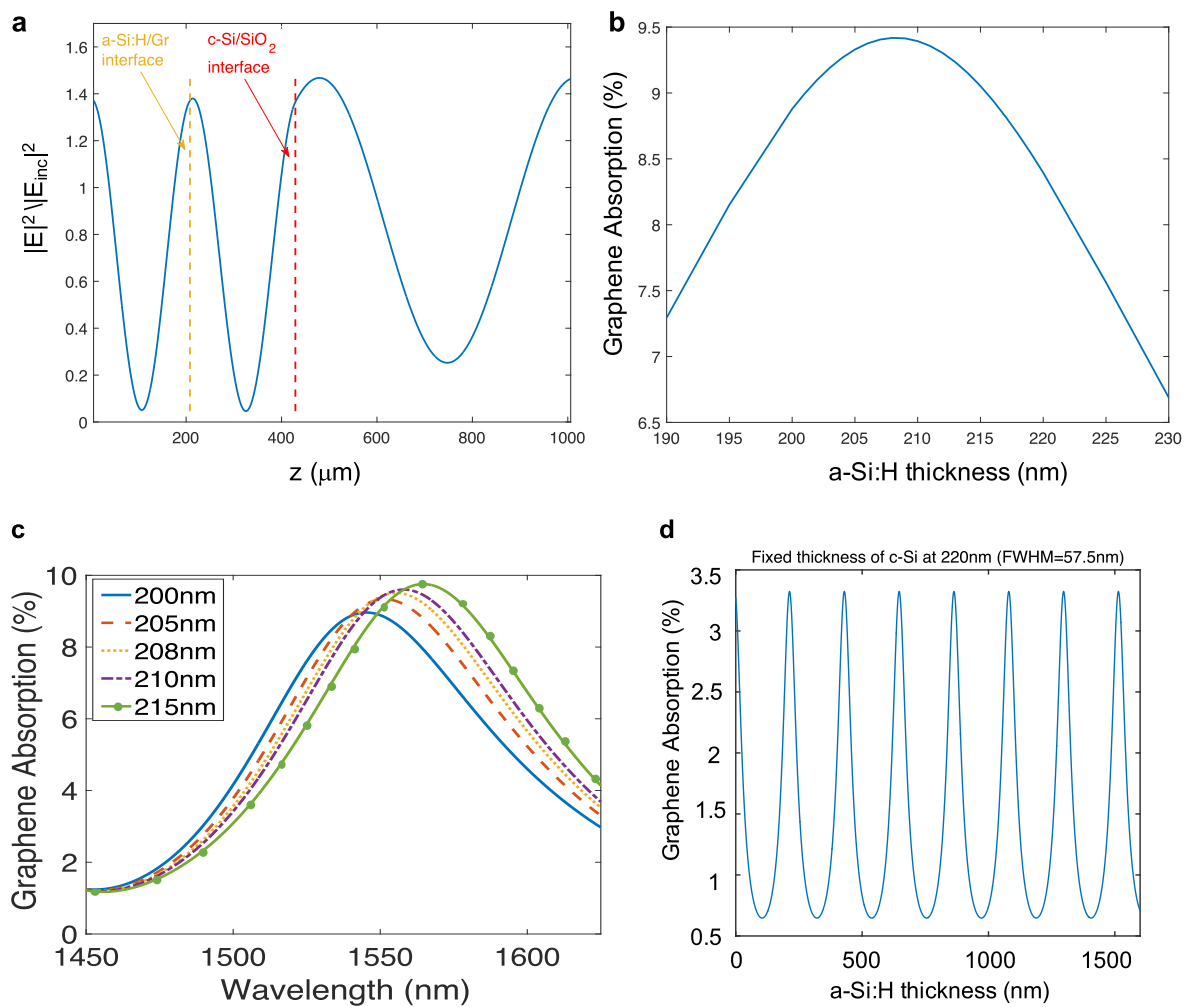 a
a-Si:H/Gr
interface
c-Si/SiO2
interface
|E|2 \|Einc|2
1.6
1.4
1.2
1
0.8
0.6
0.4
0.2
0
200
400
600
800
1000
z (μm)
b
Graphene Absorption (%)
9.5
9
8.5
8
7.5
7
6.5
190
195
200
205
210
215
220
225
230
a-Si:H thickness (nm)
c
Graphene Absorption (%)
10
8
6
4
2
0
200nm
205nm
208nm
210nm
215nm
1450
1500
1550
1600
Wavelength (nm)
d
Fixed thickness of c-Si at 220nm (FWHM=57.5nm)
Graphene Absorption (%)
3.5
3
2.5
2
1.5
1
0.5
0
500
1000
1500
a-Si:H thickness (nm)